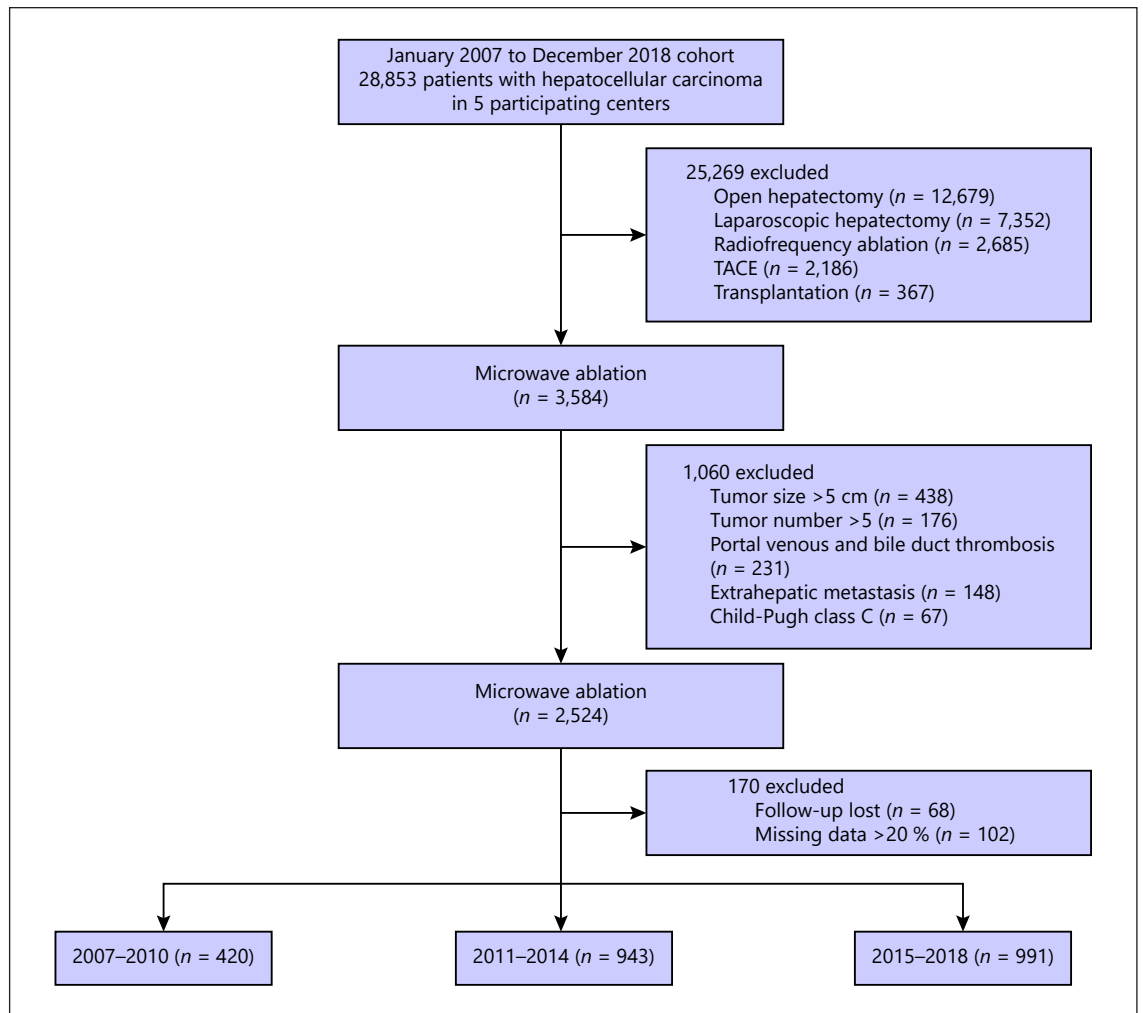 January 2007 to December 2018 cohort
28,853 patients with hepatocellular carcinoma
in 5 participating centers
25,269 excluded
Open hepatectomy (n = 12,679)
Laparoscopic hepatectomy (n = 7,352)
Radiofrequency ablation (n = 2,685)
TACE (n = 2,186)
Transplantation (n = 367)
Microwave ablation
(n = 3,584)
1,060 excluded
Tumor size >5 cm (n = 438)
Tumor number >5 (n = 176)
Portal venous and bile duct thrombosis
(n = 231)
Extrahepatic metastasis (n = 148)
Child-Pugh class C (n = 67)
Microwave ablation
(n = 2,524)
170 excluded
Follow-up lost (n = 68)
Missing data >20 % (n = 102)
2007–2010 (n = 420)
2011–2014 (n = 943)
2015–2018 (n = 991)